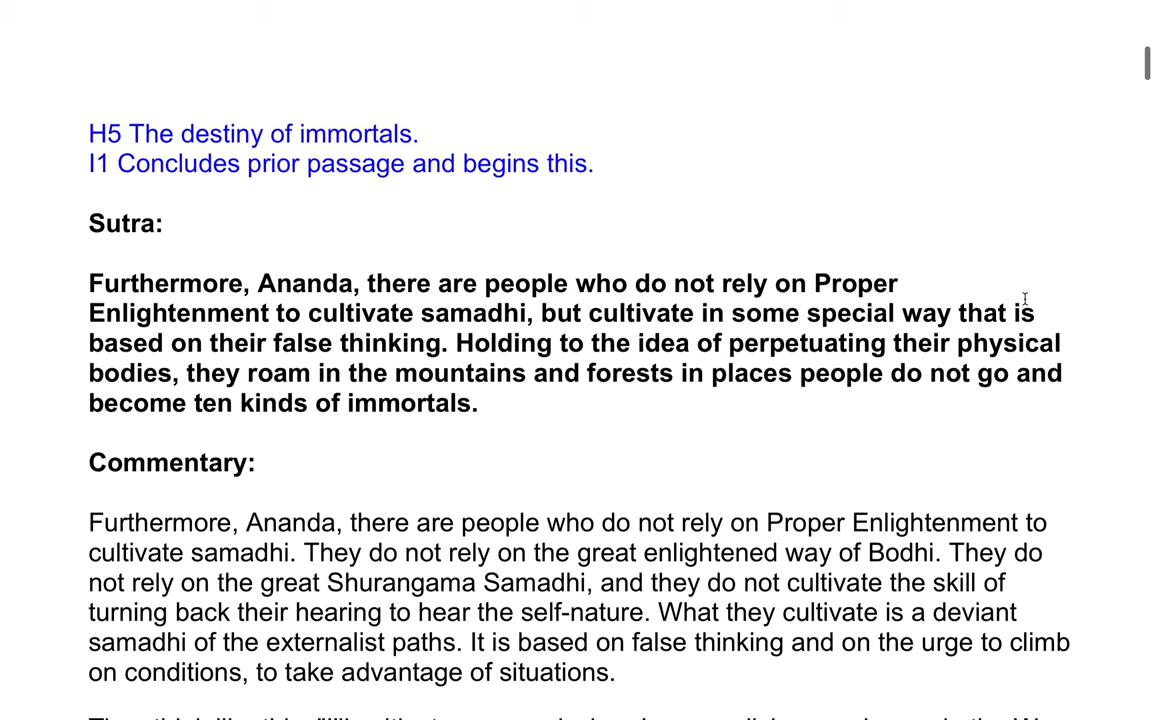 H5 The destiny of immortals.
I1 Concludes prior passage and begins this.
Sutra:
Furthermore, Ananda, there are people who do not rely on Proper
Enlightenment to cultivate samadhi, but cultivate in some special way that is
based on their false thinking. Holding to the idea of perpetuating their physical
bodies, they roam in the mountains and forests in places people do not go and
become ten kinds of immortals.
Commentary:
Furthermore, Ananda, there are people who do not rely on Proper Enlightenment to
cultivate samadhi. They do not rely on the great enlightened way of Bodhi. They do
not rely on the great Shurangama Samadhi, and they do not cultivate the skill of
turning back their hearing to hear the self-nature. What they cultivate is a deviant
samadhi of the externalist paths. It is based on false thinking and on the urge to climb
on conditions, to take advantage of situations.